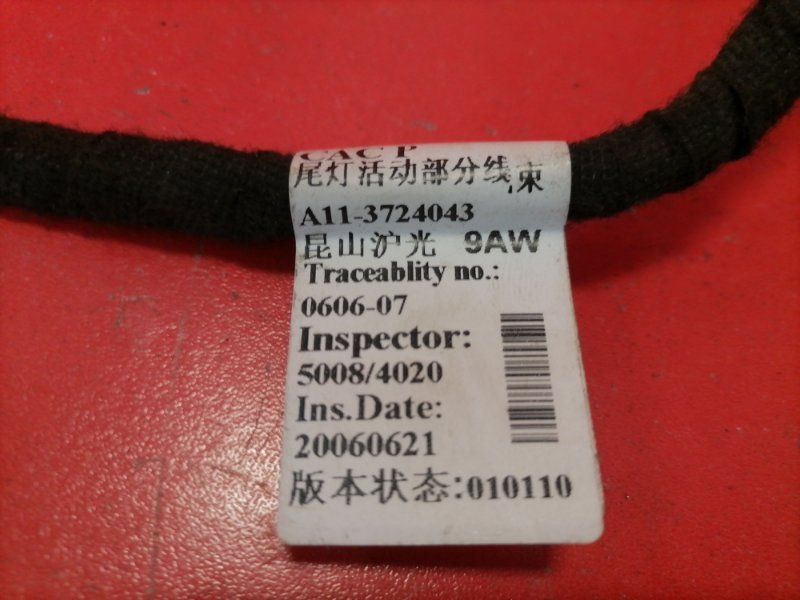 CAC P
尾灯活动部分线束
A11-3724043
昆山沪光 9AW
Traceablity no.:
0606-07
Inspector:
5008/4020
Ins.Date:
20060621
版本状态:010110